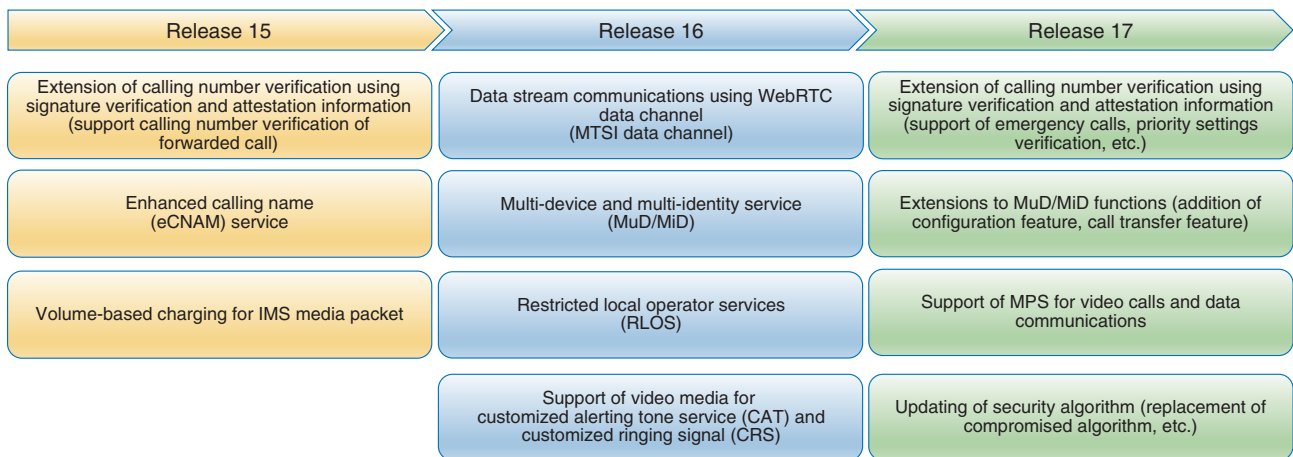 Release 15
Release 16
Release 17
Extension of calling number verification using
signature verification and attestation information
(support calling number verification of
forwarded call)
Data stream communications using WebRTC
data channel
(MTSI data channel)
Extension of calling number verification using
signature verification and attestation information
(support of emergency calls, priority settings
verification, etc.)
Enhanced calling name
(eCNAM) service
Multi-device and multi-identity service
(MuD/MiD)
Extensions to MuD/MiD functions (addition of
configuration feature, call transfer feature)
Volume-based charging for IMS media packet
Restricted local operator services
(RLOS)
Support of MPS for video calls and data
communications
Support of video media for
customized alerting tone service (CAT) and
customized ringing signal (CRS)
Updating of security algorithm (replacement of
compromised algorithm, etc.)